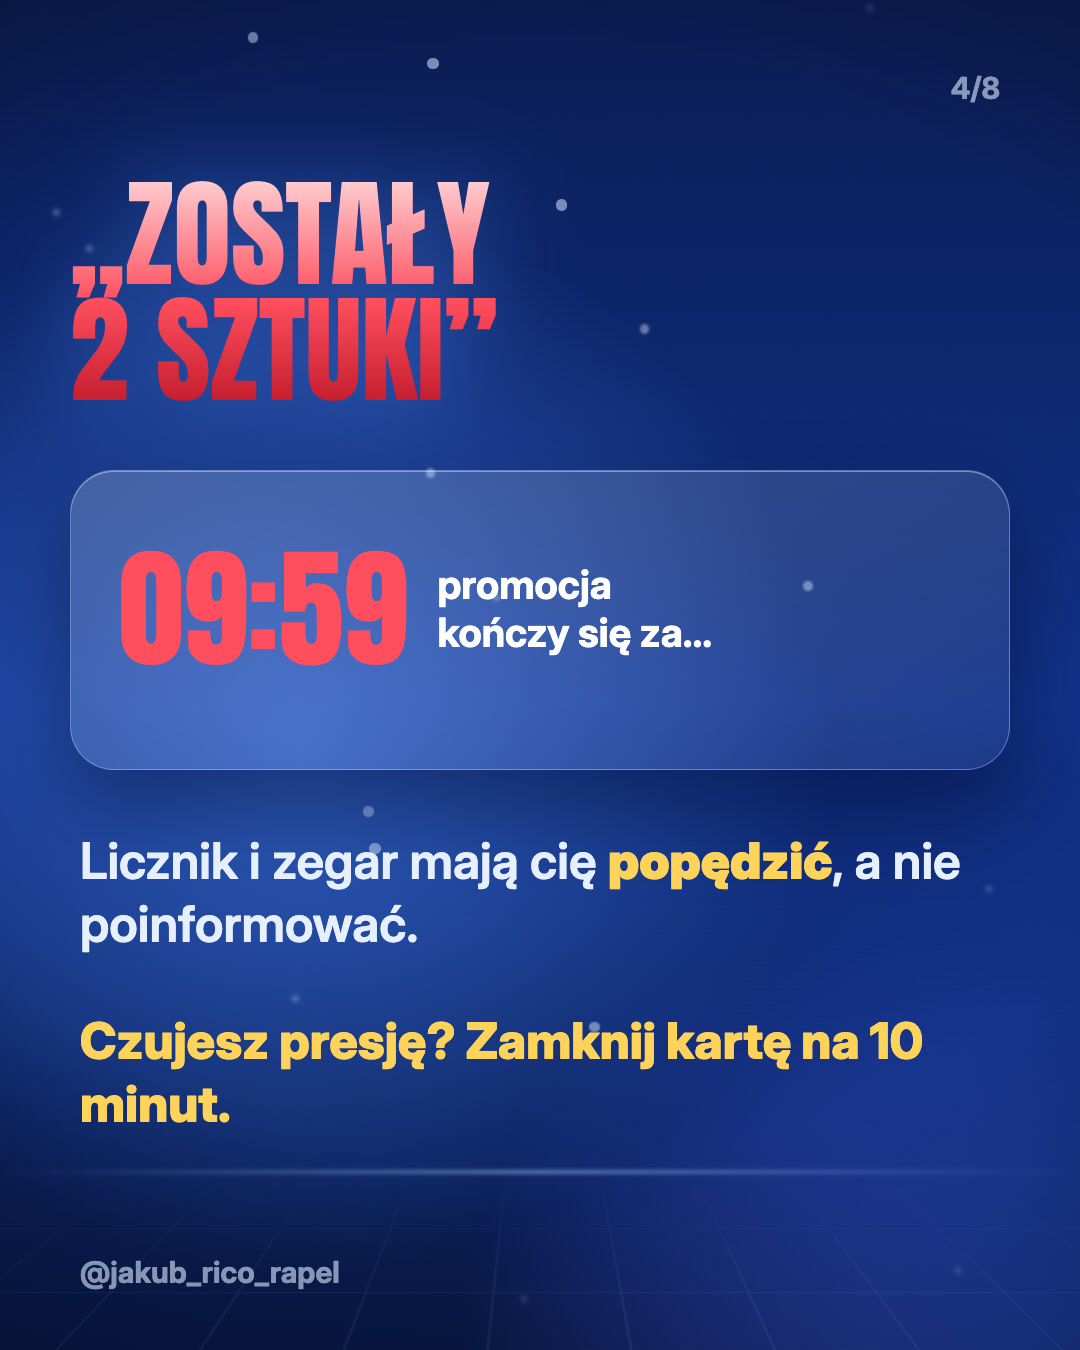 4/8
„ZOSTAŁY
2 SZTUKI”
09:59
promocja
kończy się za...
Licznik i zegar mają cię popędzić, a nie
poinformować.
Czujesz presję? Zamknij kartę na 10
minut.
@jakub_rico_rapel